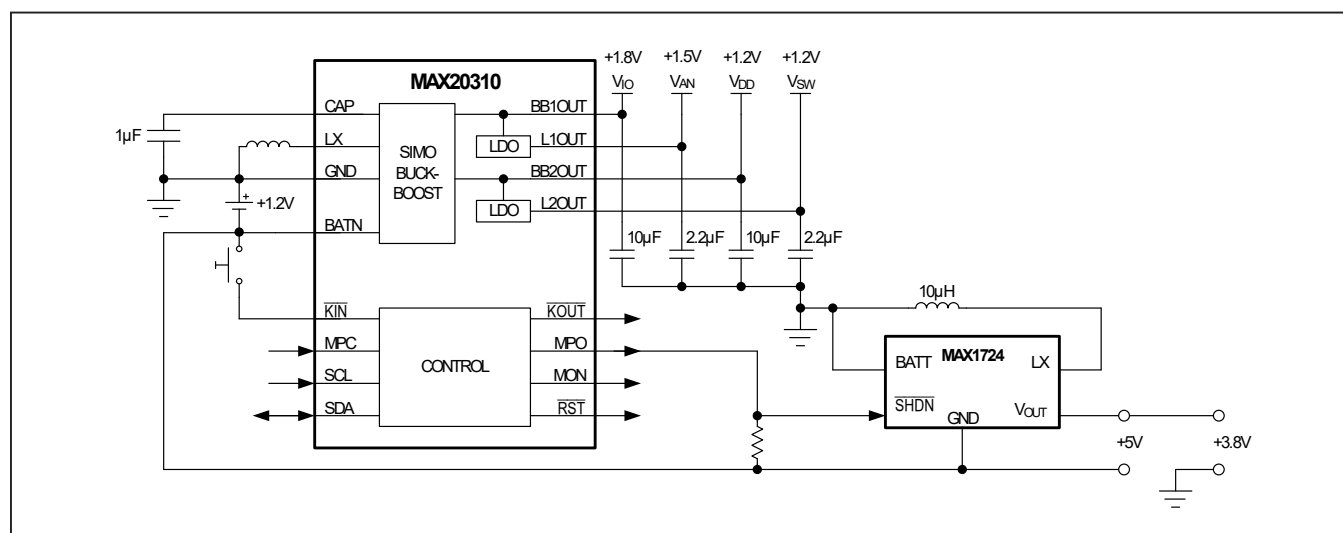 +1.8V +1.5V +1.2V +1.2V
MAX20310
VIO VAN VDD VSW
CAP BB1OUT
1µF
LX SIMO BUCK-BOOST LDO L1OUT
GND BB2OUT
+ +1.2V
LDO L2OUT
BATN
10µF 2.2µF 10µF 2.2µF
10µH
KIN KOUT
MPC CONTROL MPO
MAX1724
BATT LX
SCL MON
SDA RST
SHDN GND VOUT
+5V +3.8V